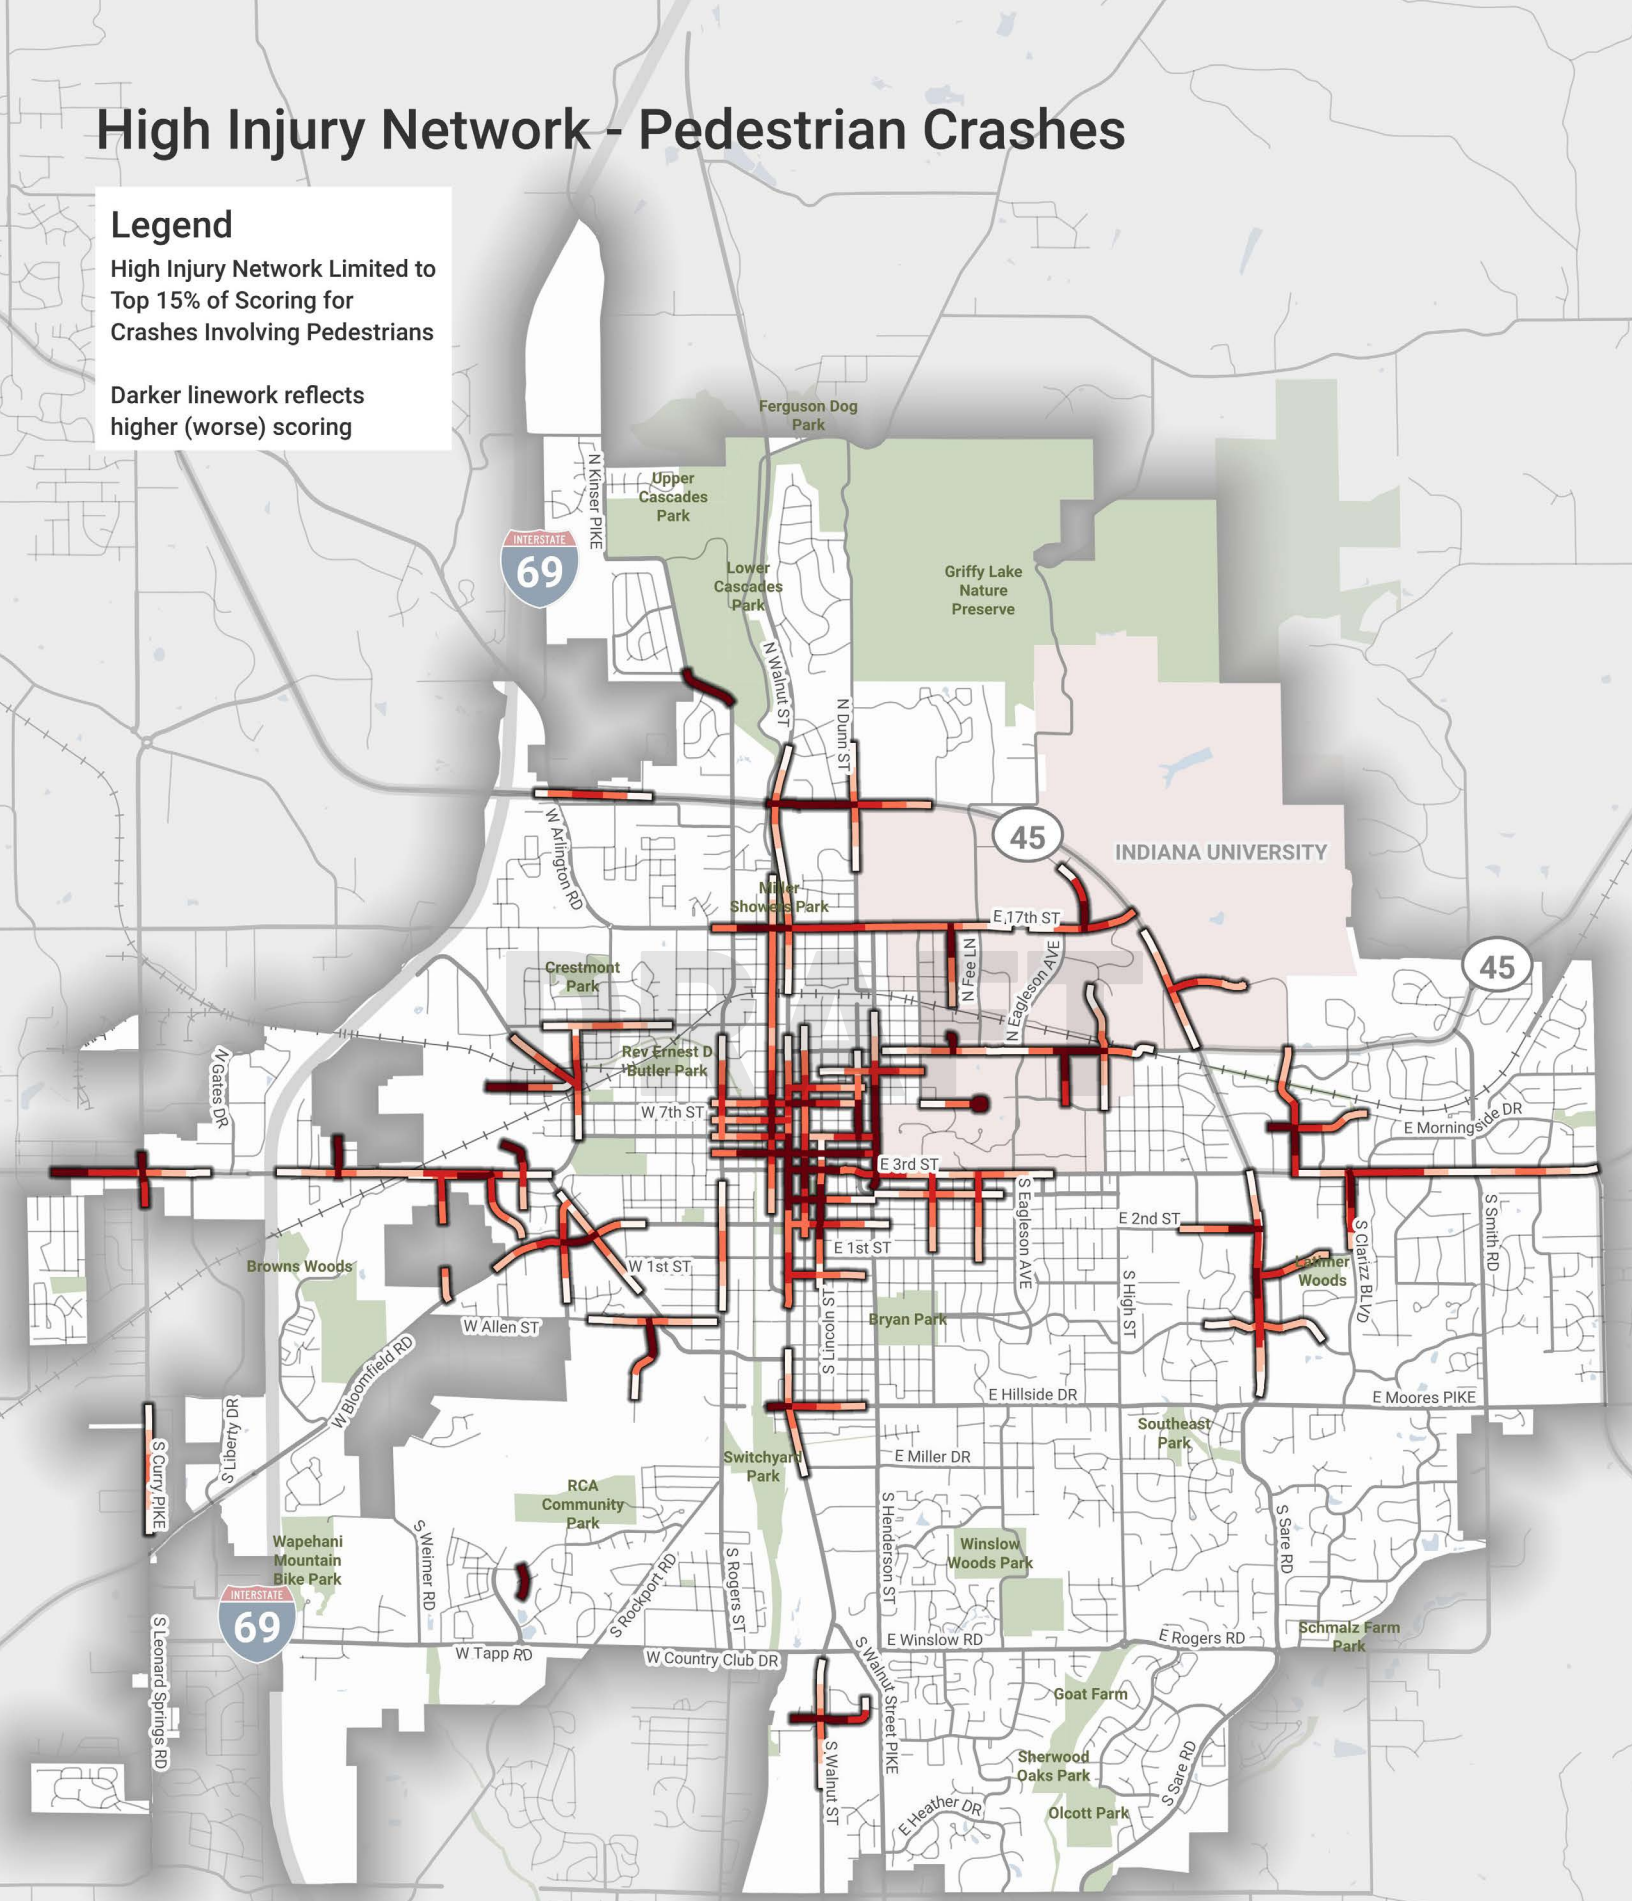 High Injury Network - Pedestrian Crashes
Legend
High Injury Network Limited to
Top 15% of Scoring for
Crashes Involving Pedestrians
Darker linework reflects
higher (worse) scoring
Ferguson Dog
Park
N Kinser PIKE
Upper
Cascades
Park
INTERSTATE
69
Lower
Cascades
Park
Griffy Lake
Nature
Preserve
N Walnut ST
N Dunn ST
W Arlington RD
45
INDIANA UNIVERSITY
Miller
Showers Park
E 17th ST
Crestmont
Park
DRAFT
N Fee LN
N Eagleson AVE
45
N Gates DR
Rev Ernest D
Butler Park
W 7th ST
E Morningside DR
E 3rd ST
S Eagleson AVE
E 2nd ST
S Clarizz BLVD
S Smith RD
Browns Woods
W 1st ST
E 1st ST
Latimer
Woods
S High ST
W Allen ST
S Lincoln ST
Bryan Park
W Bloomfield RD
S Liberty DR
E Hillside DR
E Moores PIKE
S Curry PIKE
Switchyard
Park
E Miller DR
Southeast
Park
RCA
Community
Park
S Weimer RD
S Henderson ST
S Sare RD
Wapehani
Mountain
Bike Park
Winslow
Woods Park
S Rockport RD
S Rogers ST
INTERSTATE
69
S Leonard Springs RD
W Tapp RD
W Country Club DR
E Winslow RD
E Rogers RD
Schmalz Farm
Park
S Walnut Street PIKE
Goat Farm
S Walnut ST
Sherwood
Oaks Park
S Sare RD
E Heather DR
Olcott Park